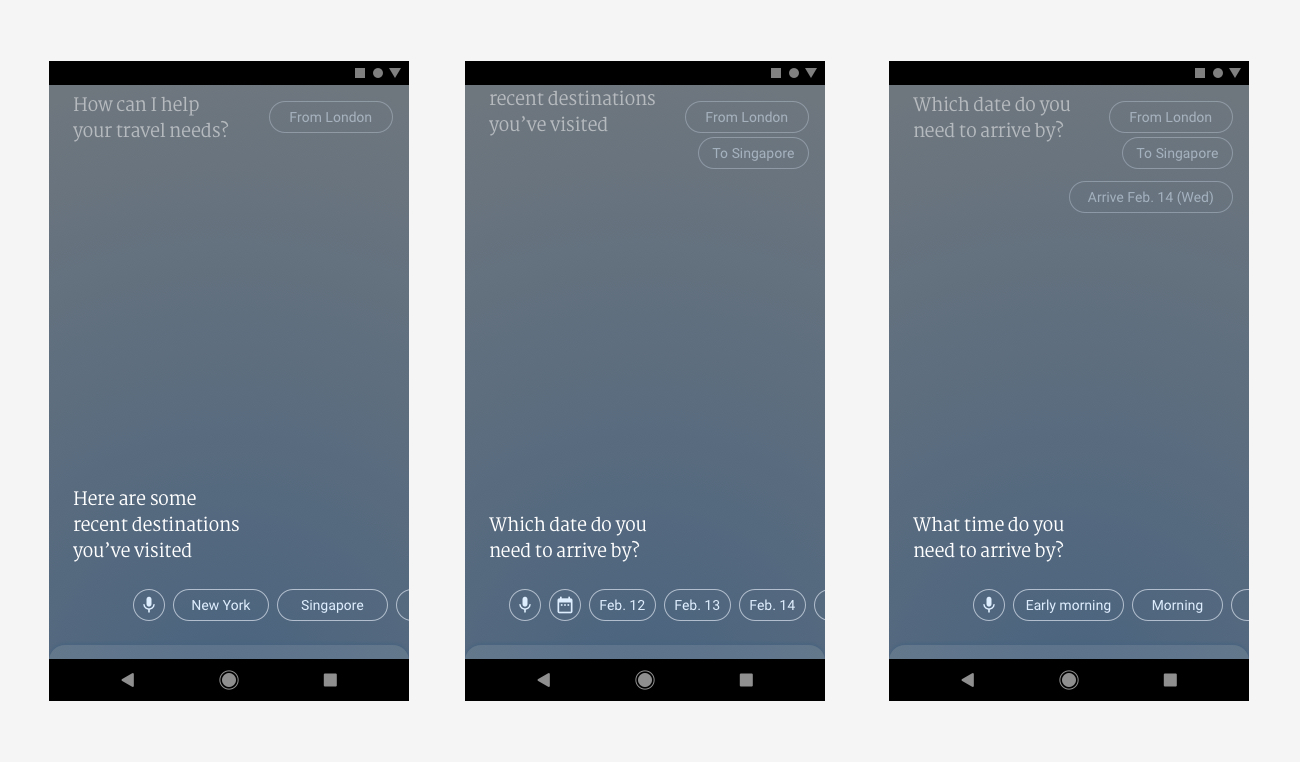 How can I help
your travel needs?
From London
Here are some
recent destinations
you’ve visited
New York
Singapore
recent destinations
you’ve visited
From London
To Singapore
Which date do you
need to arrive by?
Feb. 12
Feb. 13
Feb. 14
Which date do you
need to arrive by?
From London
To Singapore
Arrive Feb. 14 (Wed)
What time do you
need to arrive by?
Early morning
Morning